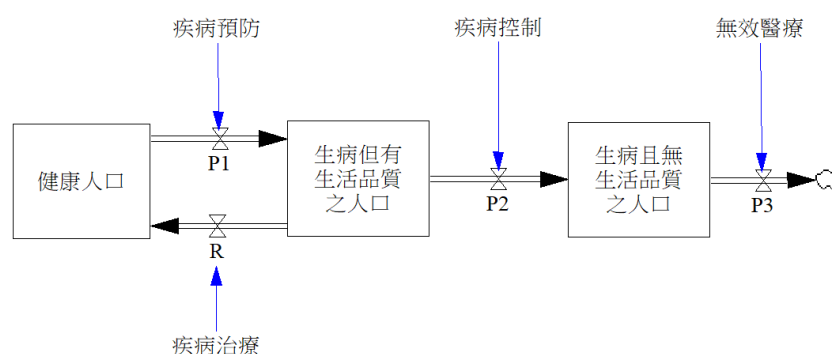 疾病預防
疾病控制
無效醫療
健康人口
P1
生病但有
生活品質
之人口
P2
生病且無
生活品質
之人口
P3
R
疾病治療